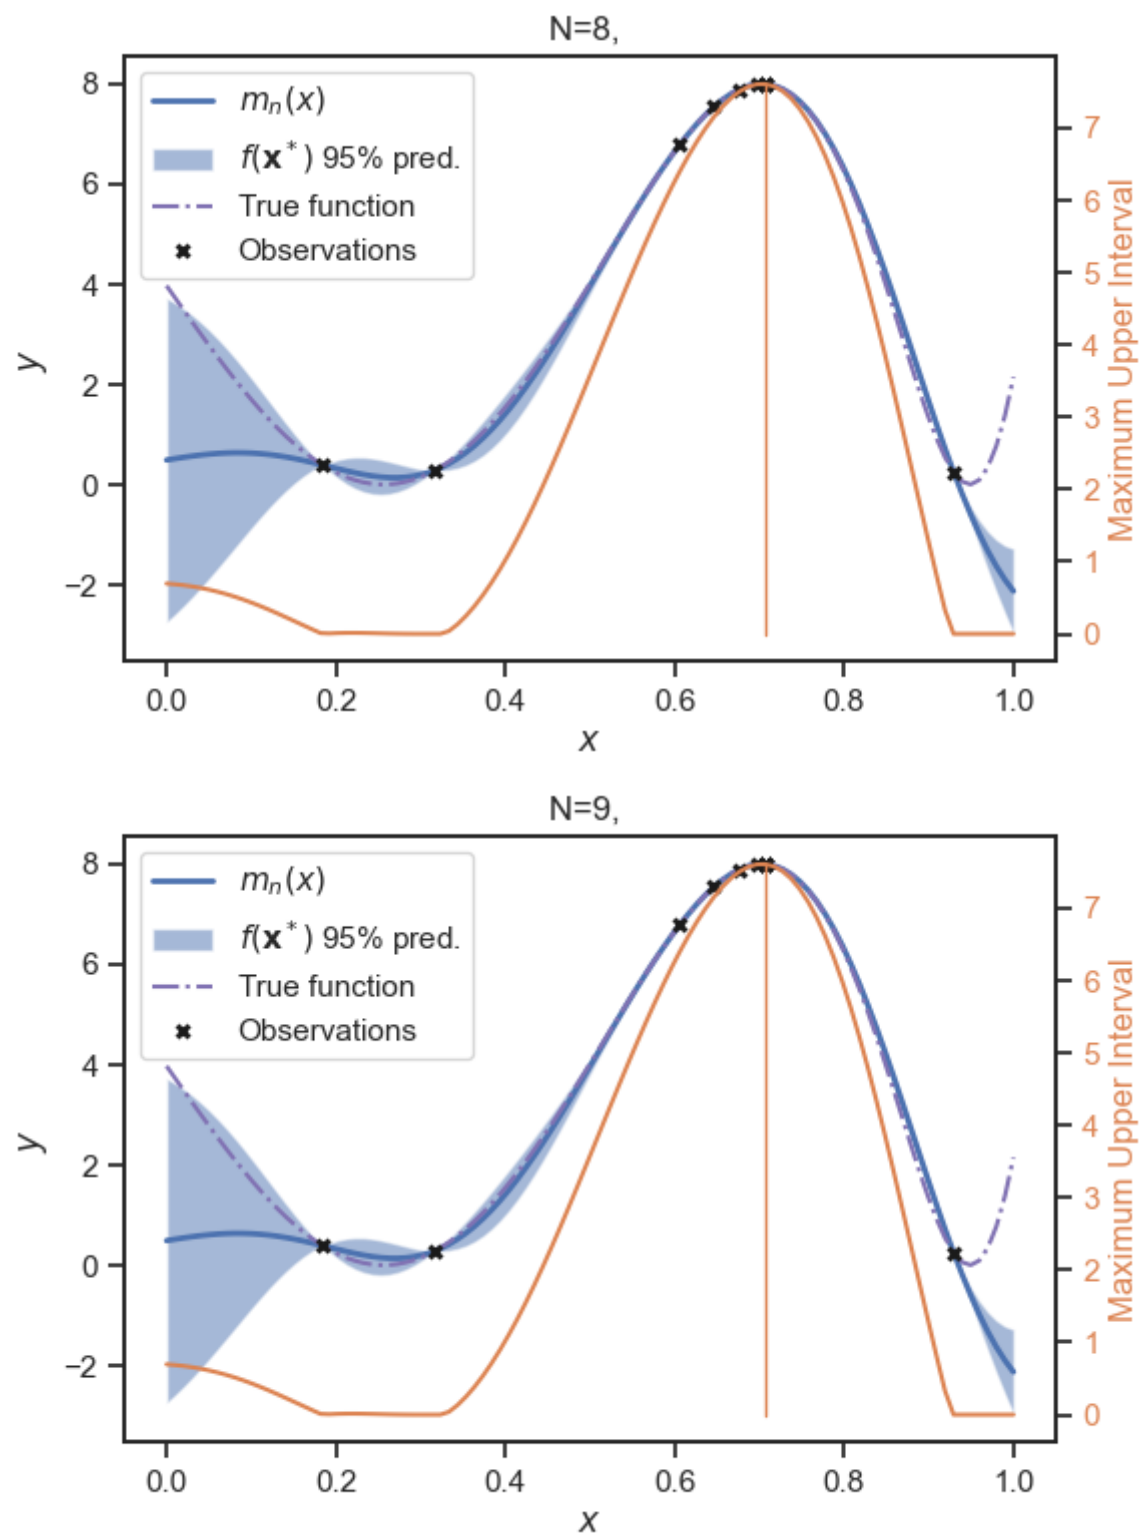 N=8,
mₙ(x)
f(𝐱*) 95% pred.
True function
Observations
8
6
4
2
0
−2
y
7
6
5
4
3
2
1
0
Maximum Upper Interval
0.0 0.2 0.4 0.6 0.8 1.0
x
N=9,
mₙ(x)
f(𝐱*) 95% pred.
True function
Observations
8
6
4
2
0
−2
y
7
6
5
4
3
2
1
0
Maximum Upper Interval
0.0 0.2 0.4 0.6 0.8 1.0
x